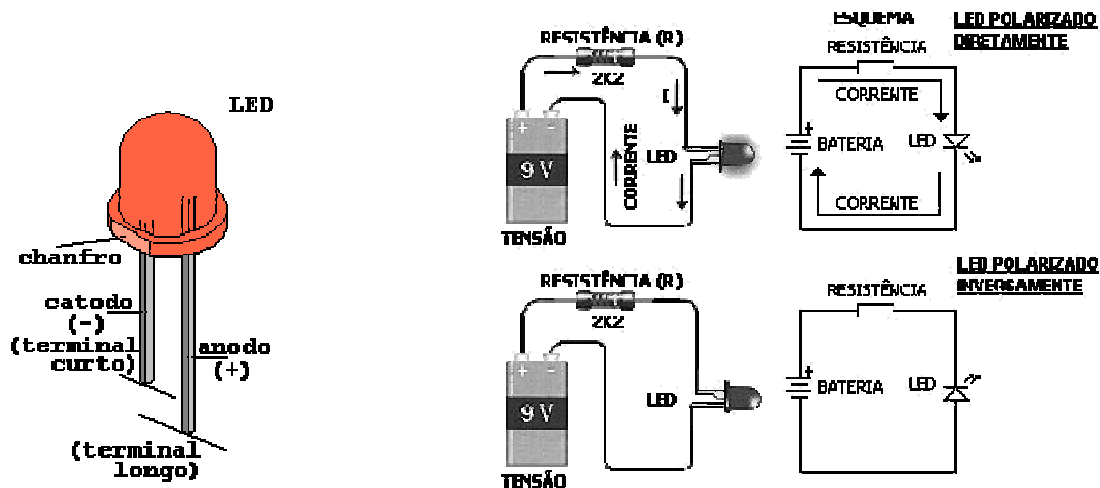 LED
chanfro
catodo
(-)
(terminal
curto)
anodo
(+)
(terminal
longo)
RESISTÊNCIA (R)
2K2
I
+ -
9 V
LED
CORRENTE
TENSÃO
ESQUEMA
RESISTÊNCIA
CORRENTE
+
BATERIA
LED
CORRENTE
LED POLARIZADO
DIRETAMENTE
RESISTÊNCIA (R)
2K2
+ -
9 V
LED
TENSÃO
RESISTÊNCIA
+
BATERIA
LED
LED POLARIZADO
INVERSAMENTE